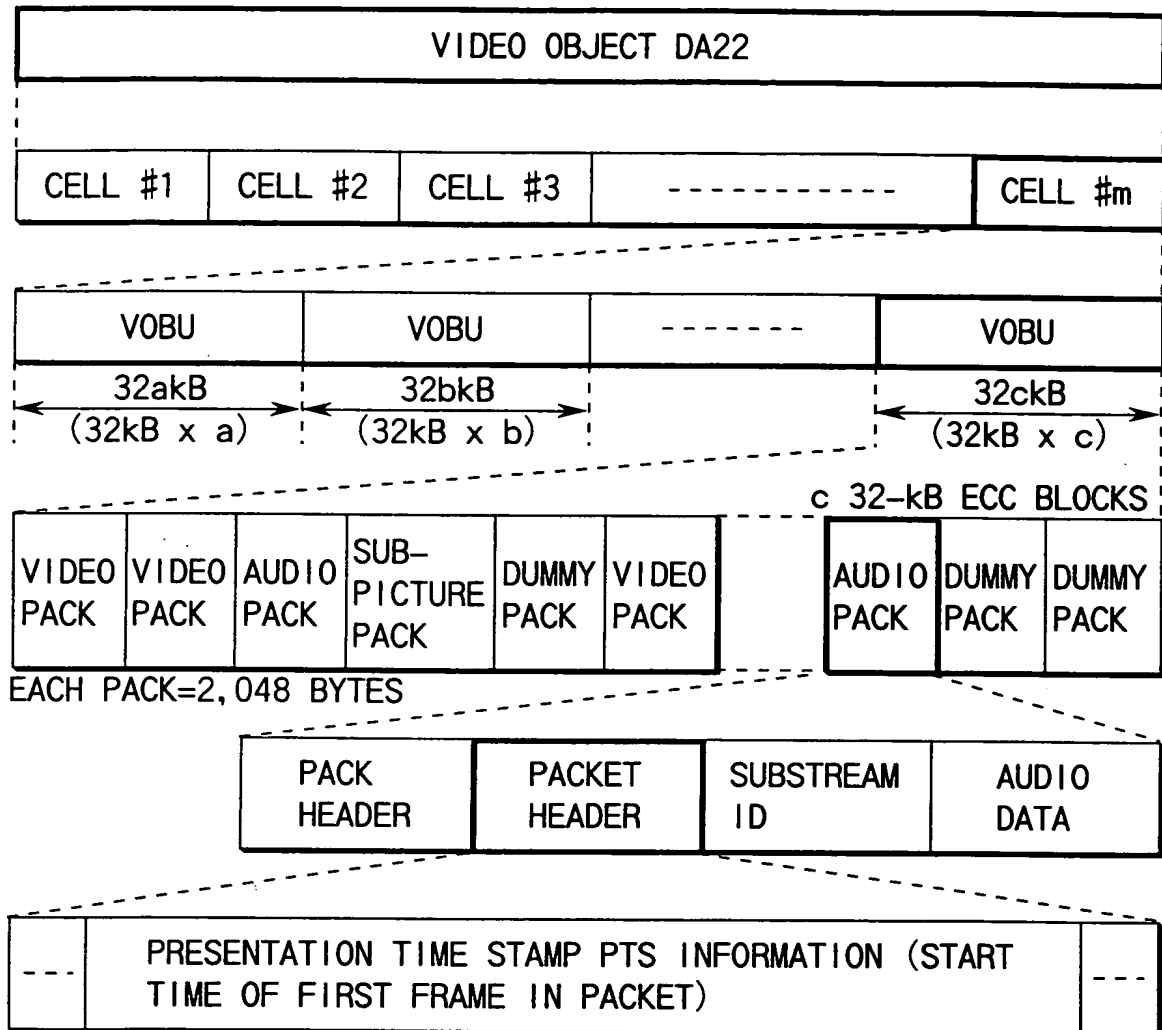 VIDEO OBJECT DA22
CELL #1 CELL #2 CELL #3 ----------- CELL #m
VOBU VOBU ------- VOBU
32akB 32bkB 32ckB
(32kB x a) (32kB x b) (32kB x c)
c 32-kB ECC BLOCKS
VIDEO PACK
VIDEO PACK
AUDIO PACK
SUB-
PICTURE
PACK
DUMMY PACK
VIDEO PACK
AUDIO PACK
DUMMY PACK
DUMMY PACK
EACH PACK=2,048 BYTES
PACK HEADER
PACKET HEADER
SUBSTREAM ID
AUDIO DATA
--- PRESENTATION TIME STAMP PTS INFORMATION (START ---
TIME OF FIRST FRAME IN PACKET)